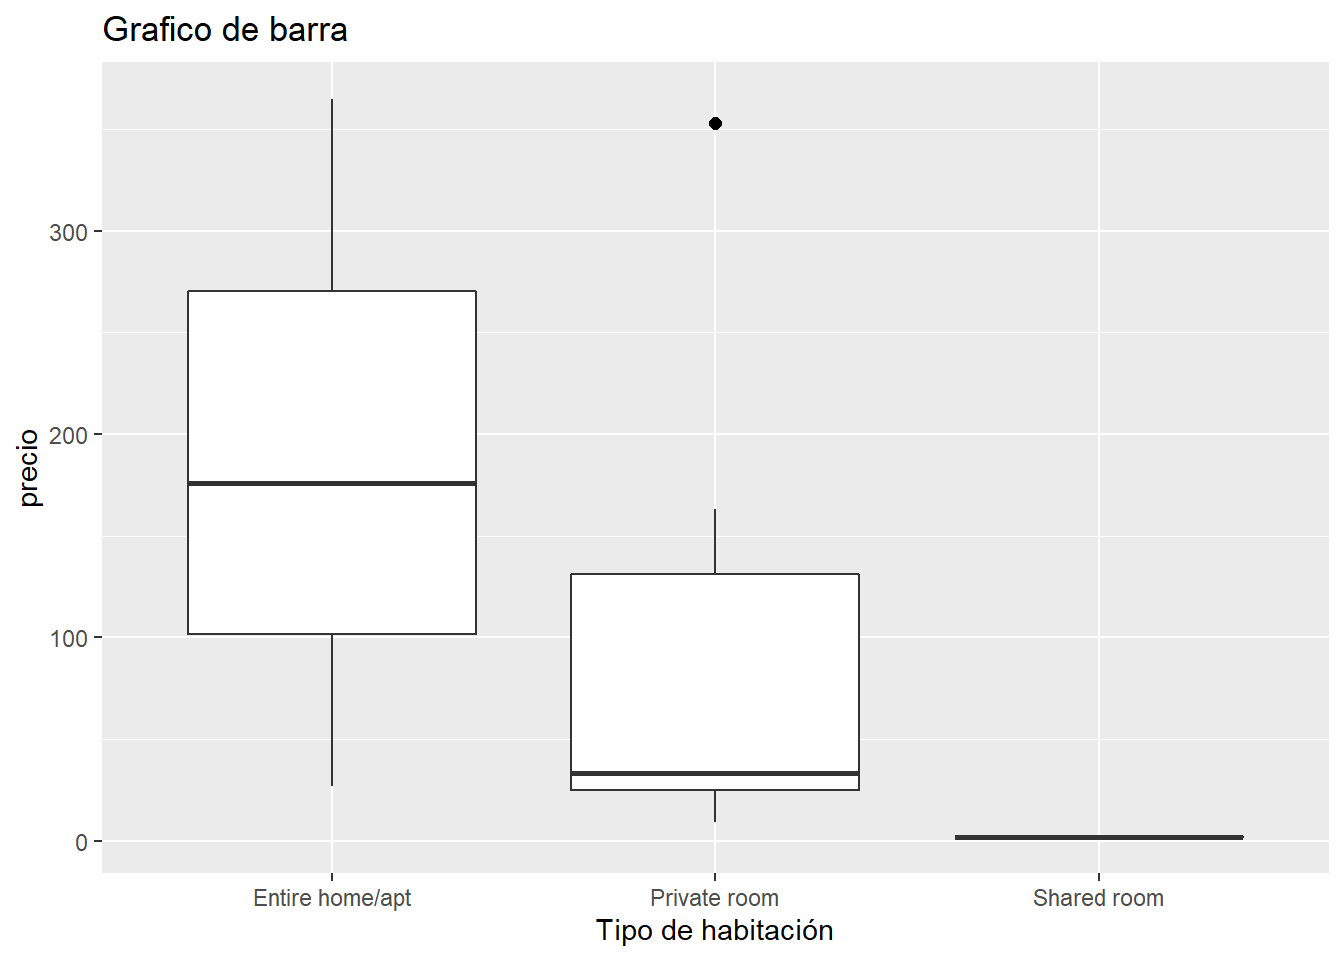 Grafico de barra
precio
300
200
100
0
Entire home/apt
Private room
Shared room
Tipo de habitación